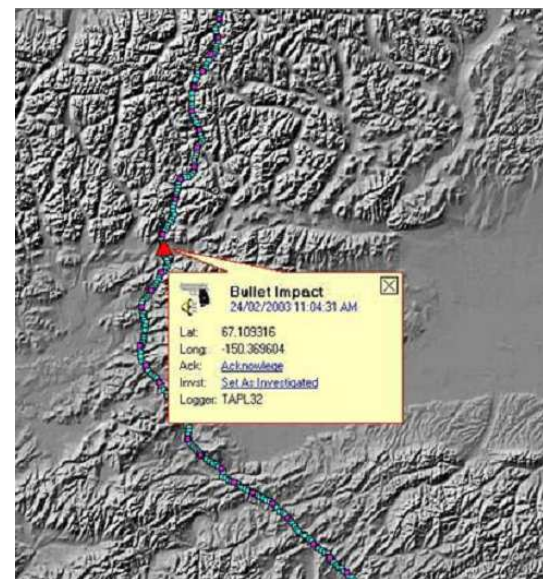 Bullet Impact
24/02/2003 11:04:31 AM
Lat: 67.109316
Long: -150.369604
Ack: Acknowlege
Invst: Set As Investigated
Logger: TAPL32